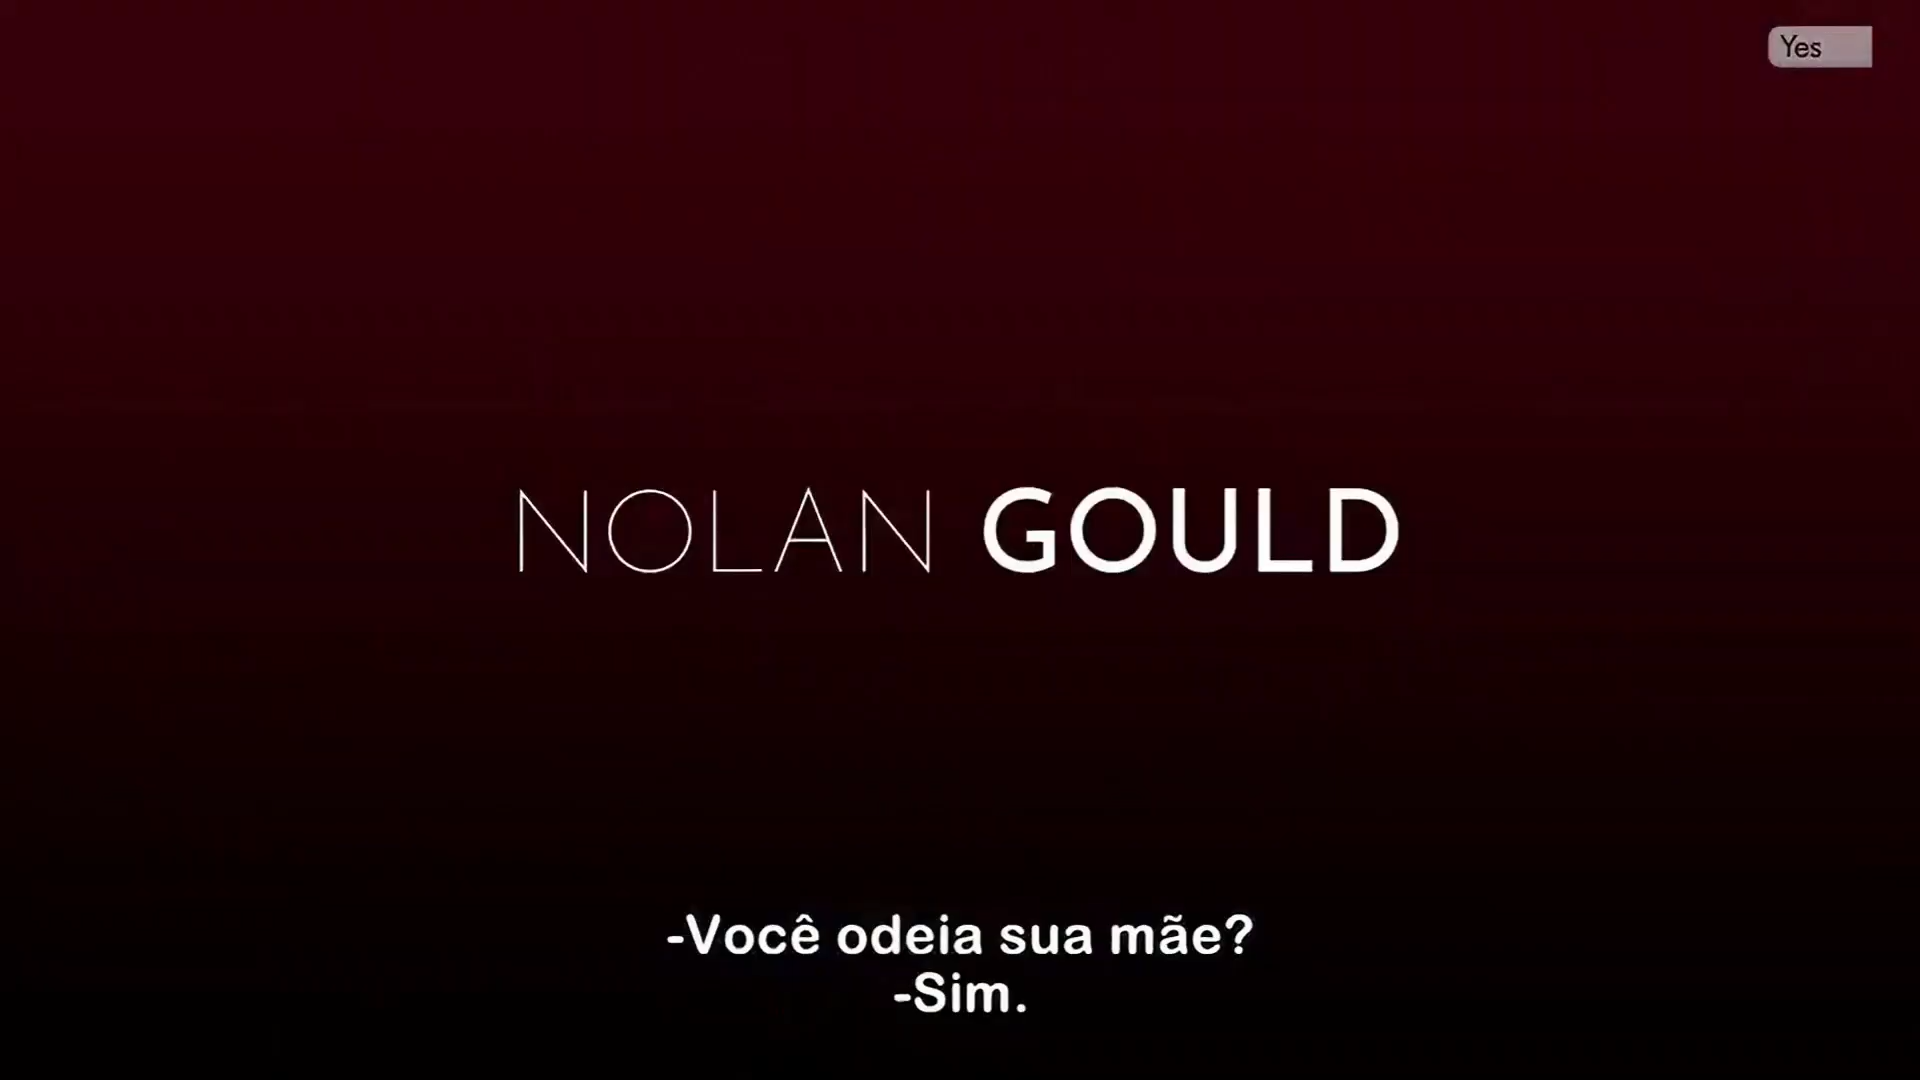 Yes
NOLAN GOULD
-Você odeia sua mãe?
-Sim.